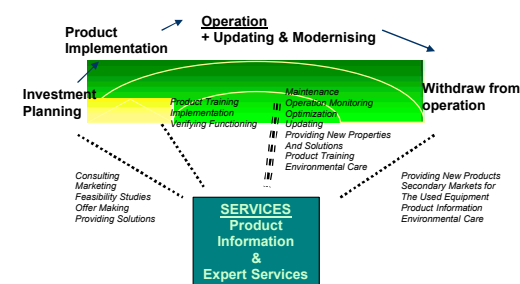 Product
Implementation
Operation
+ Updating & Modernising
Investment
Planning
Withdraw from
operation
Product Training
Implementation
Verifying Functioning
Maintenance
Operation Monitoring
Optimization
Updating
Providing New Properties
And Solutions
Product Training
Environmental Care
Consulting
Marketing
Feasibility Studies
Offer Making
Providing Solutions
Providing New Products
Secondary Markets for
The Used Equipment
Product Information
Environmental Care
SERVICES
Product
Information
&
Expert Services